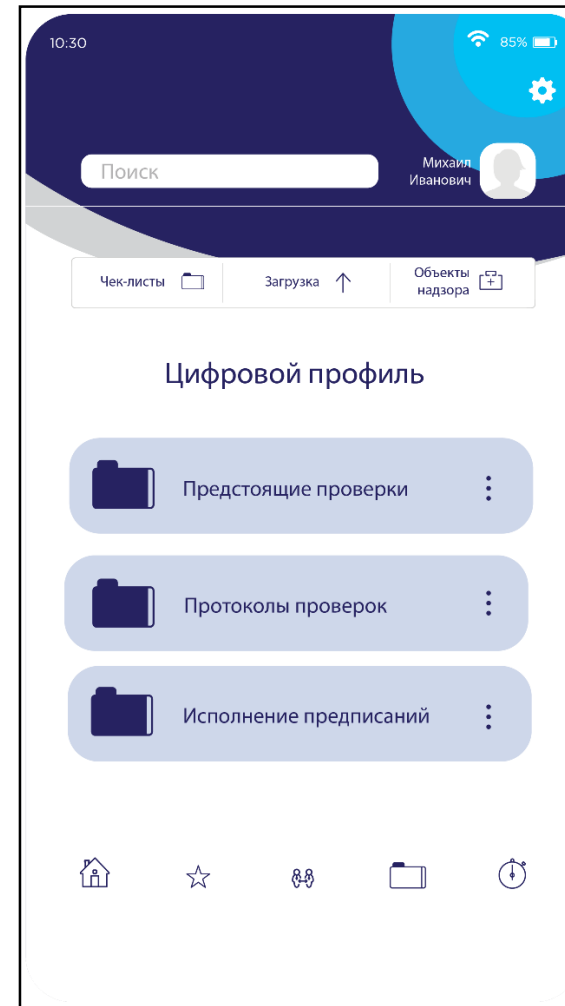 10:30
85%
Поиск
Михаил
Иванович
Чек-листы
Загрузка
Объекты
надзора
Цифровой профиль
Предстоящие проверки
Протоколы проверок
Исполнение предписаний